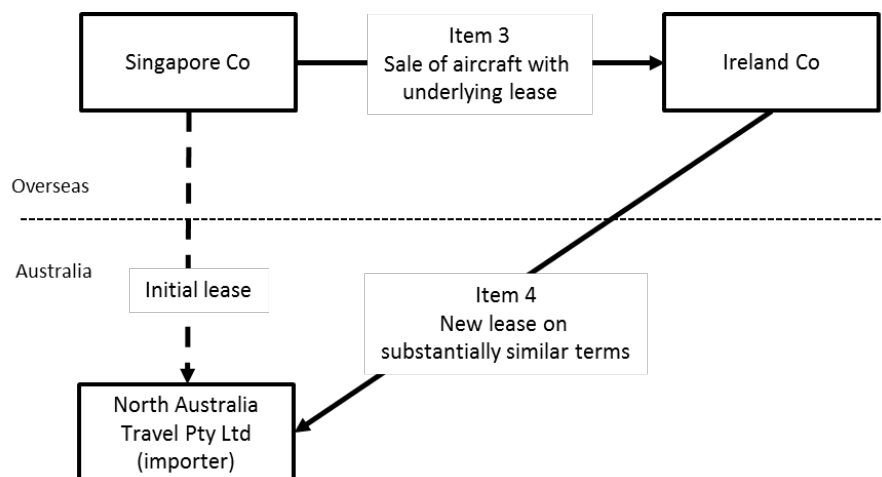 Singapore Co
Item 3
Sale of aircraft with
underlying lease
Ireland Co
Overseas
Australia
Initial lease
Item 4
New lease on
substantially similar terms
North Australia
Travel Pty Ltd
(importer)